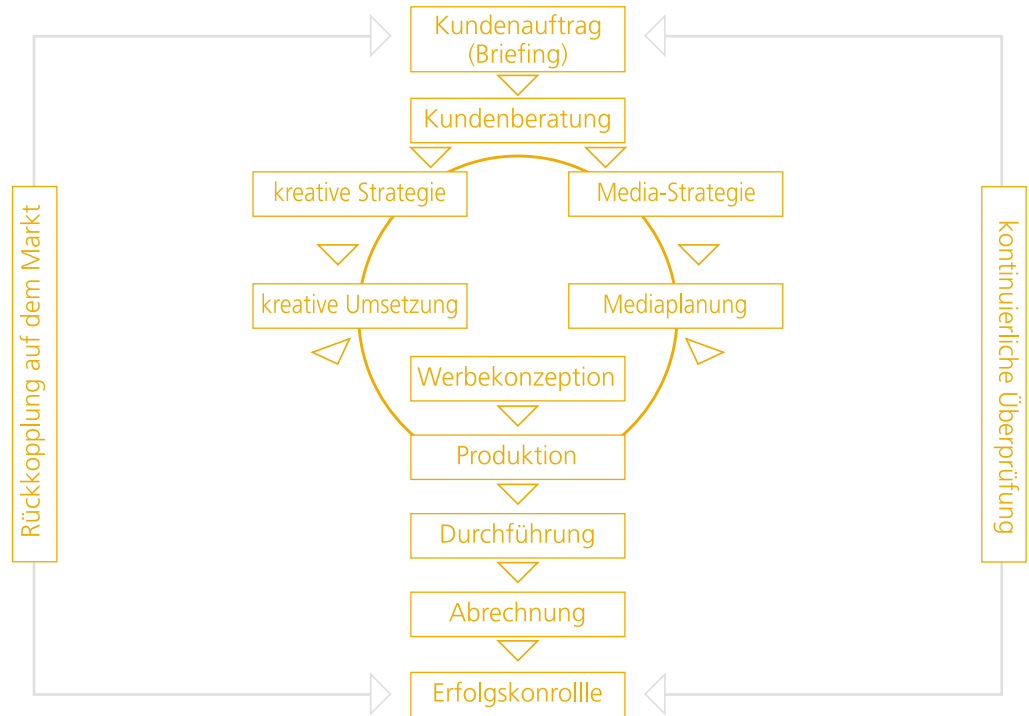 Kundenauftrag
(Briefing)
Kundenberatung
kreative Strategie
Media-Strategie
kreative Umsetzung
Mediaplanung
Werbekonzeption
Produktion
Durchführung
Abrechnung
Erfolgskonrollle
Rückkopplung auf dem Markt
kontinuierliche Überprüfung